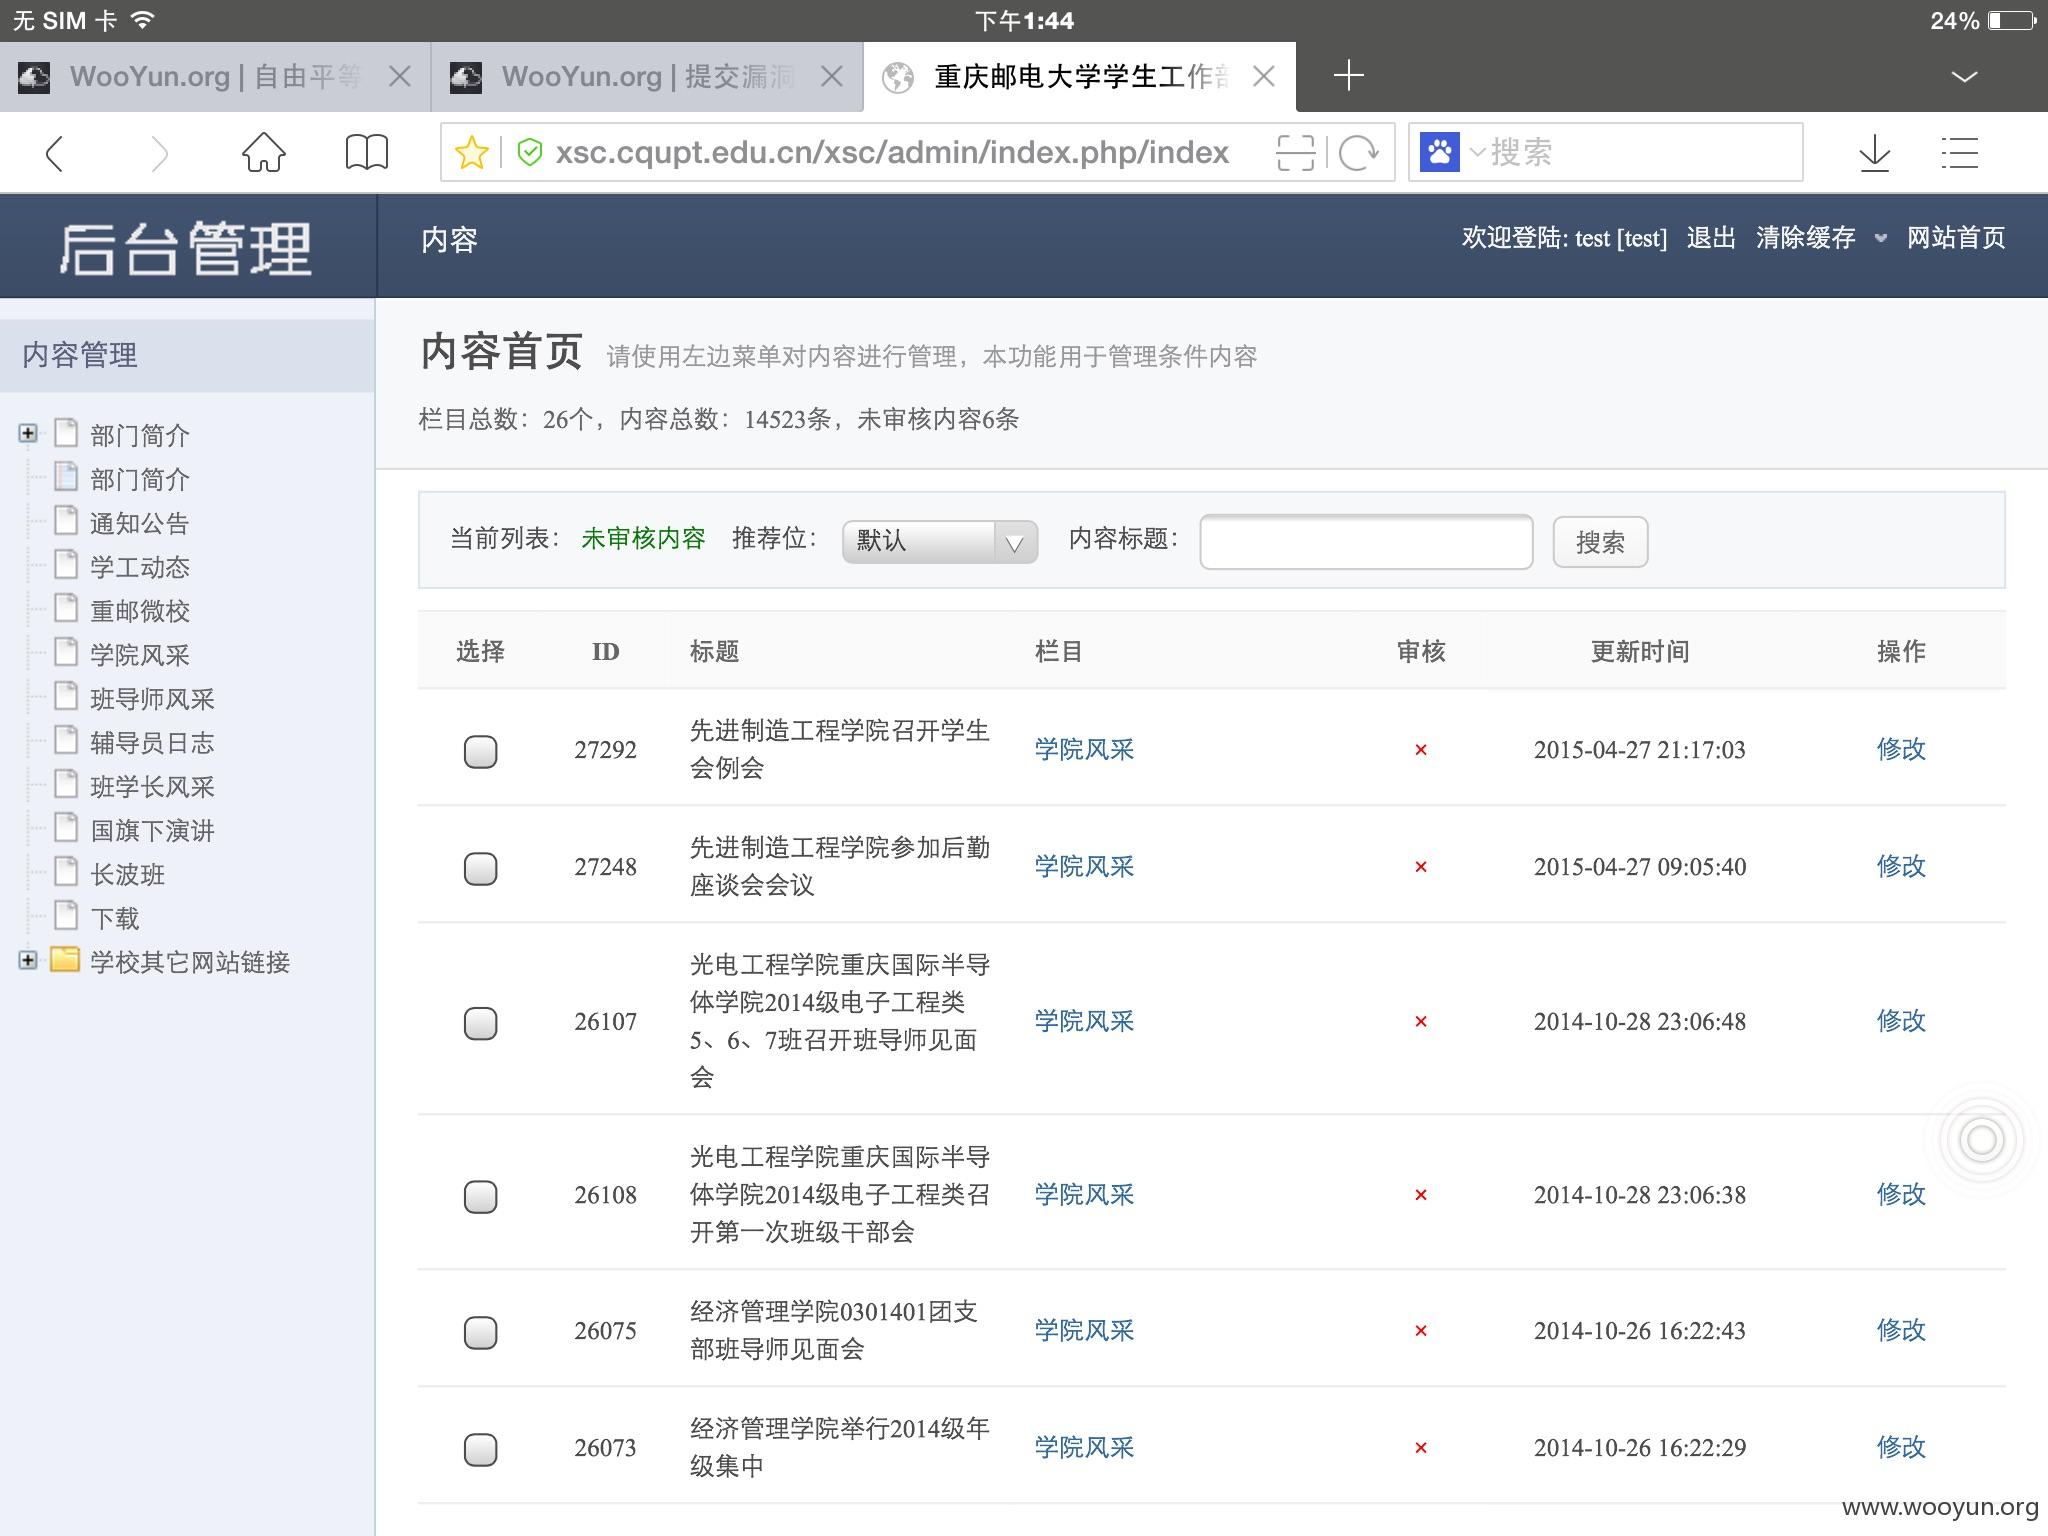 无 SIM 卡
下午1:44
24%
WooYun.org | 自由平等
WooYun.org | 提交漏洞
重庆邮电大学学生工作部
xsc.cqupt.edu.cn/xsc/admin/index.php/index
搜索
后台管理
内容
欢迎登陆: test [test] 退出 清除缓存 网站首页
内容管理
部门简介
部门简介
通知公告
学工动态
重邮微校
学院风采
班导师风采
辅导员日志
班学长风采
国旗下演讲
长波班
下载
学校其它网站链接
内容首页 请使用左边菜单对内容进行管理，本功能用于管理条件内容
栏目总数：26个，内容总数：14523条，未审核内容6条
当前列表： 未审核内容 推荐位： 默认 内容标题： 搜索
选择 ID 标题 栏目 审核 更新时间 操作
27292 先进制造工程学院召开学生 学院风采 × 2015-04-27 21:17:03 修改
会例会
27248 先进制造工程学院参加后勤 学院风采 × 2015-04-27 09:05:40 修改
座谈会会议
26107 光电工程学院重庆国际半导 学院风采 × 2014-10-28 23:06:48 修改
体学院2014级电子工程类
5、6、7班召开班导师见面
会
26108 光电工程学院重庆国际半导 学院风采 × 2014-10-28 23:06:38 修改
体学院2014级电子工程类召
开第一次班级干部会
26075 经济管理学院0301401团支 学院风采 × 2014-10-26 16:22:43 修改
部班导师见面会
26073 经济管理学院举行2014级年 学院风采 × 2014-10-26 16:22:29 修改
级集中
www.wooyun.org